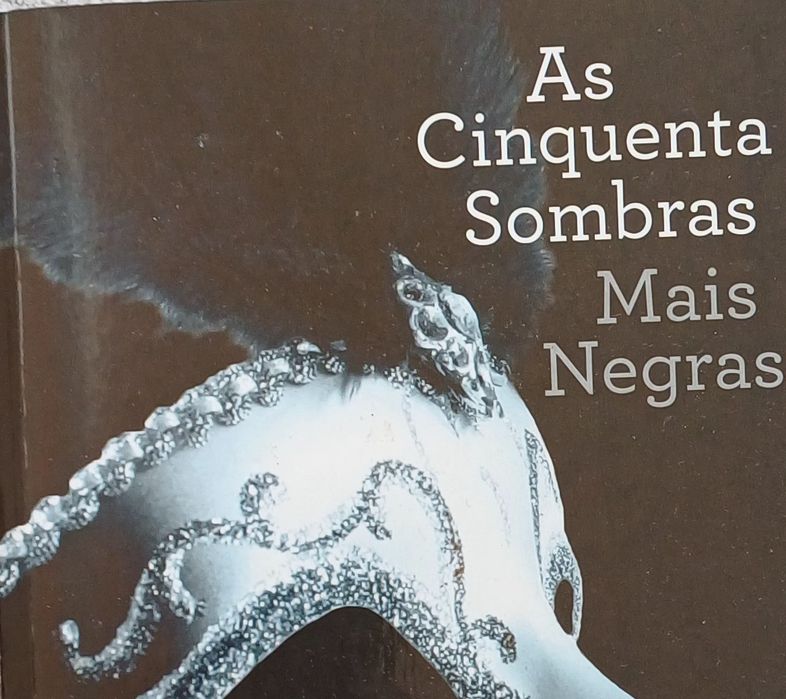 As
Cinquenta
Sombras
Mais
Negras